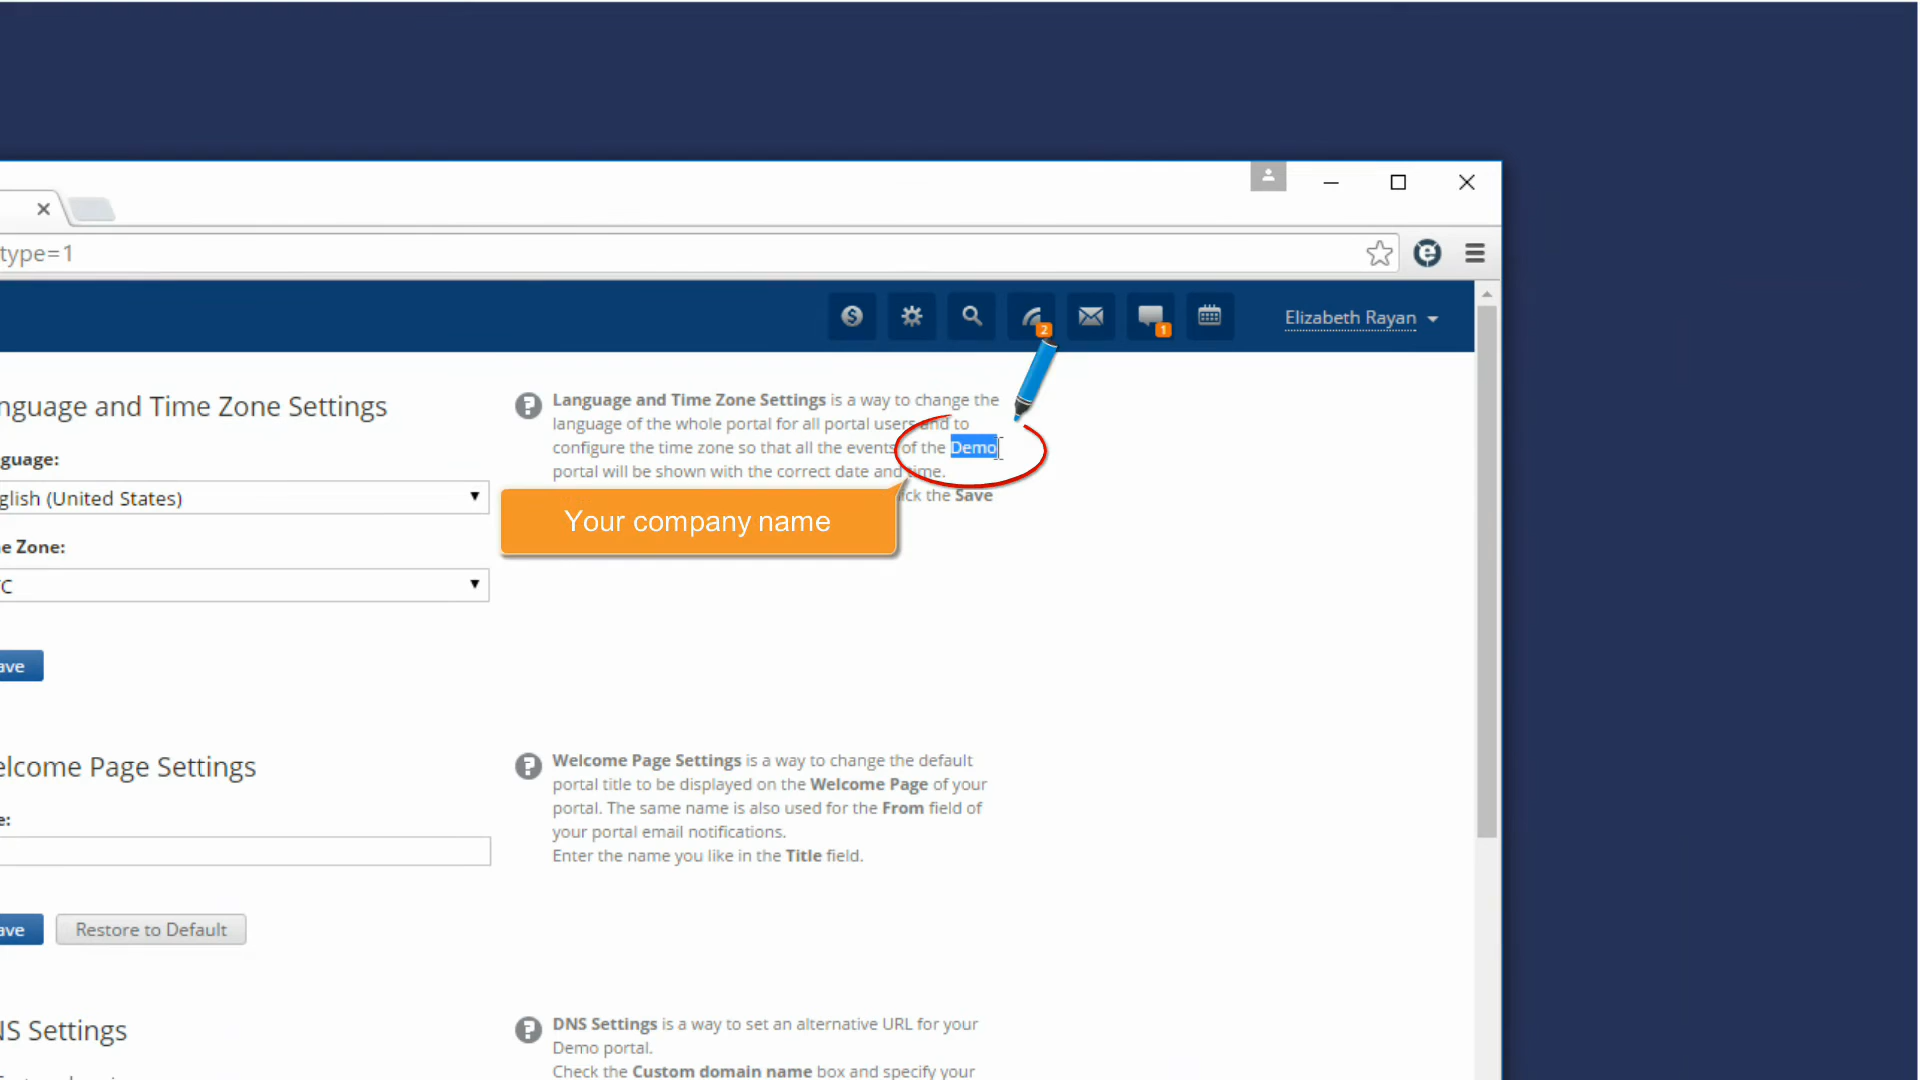 type=1
2
1
Elizabeth Rayan
nguage and Time Zone Settings
guage:
glish (United States)
e Zone:
C
ave
Language and Time Zone Settings is a way to change the
language of the whole portal for all portal users and to
configure the time zone so that all the events of the Demo
portal will be shown with the correct date and time.
ick the Save
Your company name
elcome Page Settings
e:
ave
Restore to Default
Welcome Page Settings is a way to change the default
portal title to be displayed on the Welcome Page of your
portal. The same name is also used for the From field of
your portal email notifications.
Enter the name you like in the Title field.
NS Settings
DNS Settings is a way to set an alternative URL for your
Demo portal.
Check the Custom domain name box and specify your